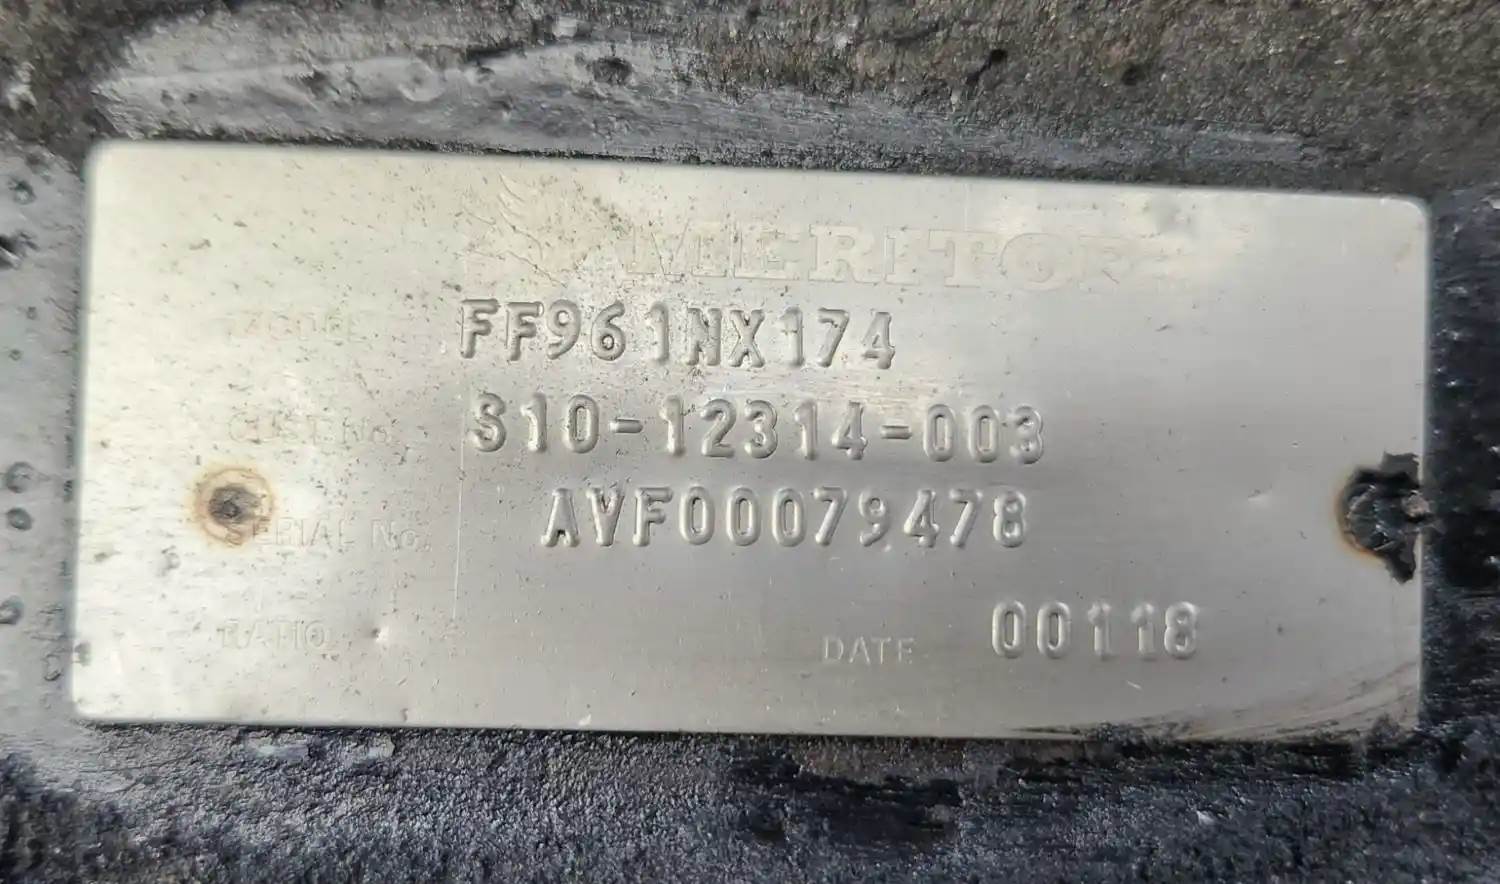 MERITOR
MODEL FF961NX174
CUST. No. S10-12314-003
SERIAL No. AVF00079478
RATIO DATE 00118